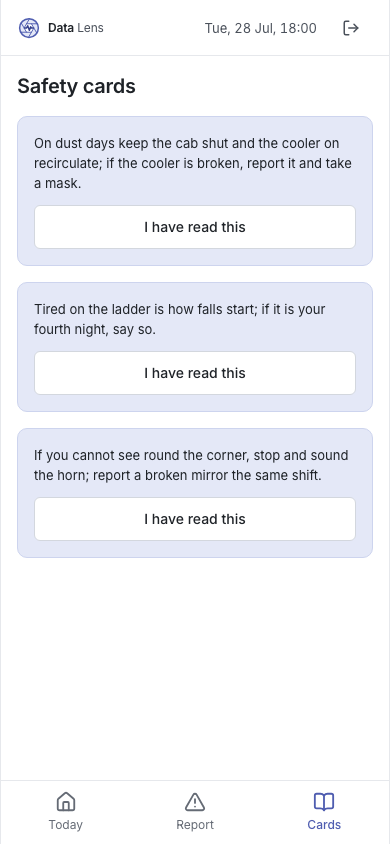 Data Lens
Tue, 28 Jul, 18:00
Safety cards
On dust days keep the cab shut and the cooler on
recirculate; if the cooler is broken, report it and take
a mask.
I have read this
Tired on the ladder is how falls start; if it is your
fourth night, say so.
I have read this
If you cannot see round the corner, stop and sound
the horn; report a broken mirror the same shift.
I have read this
Today
Report
Cards